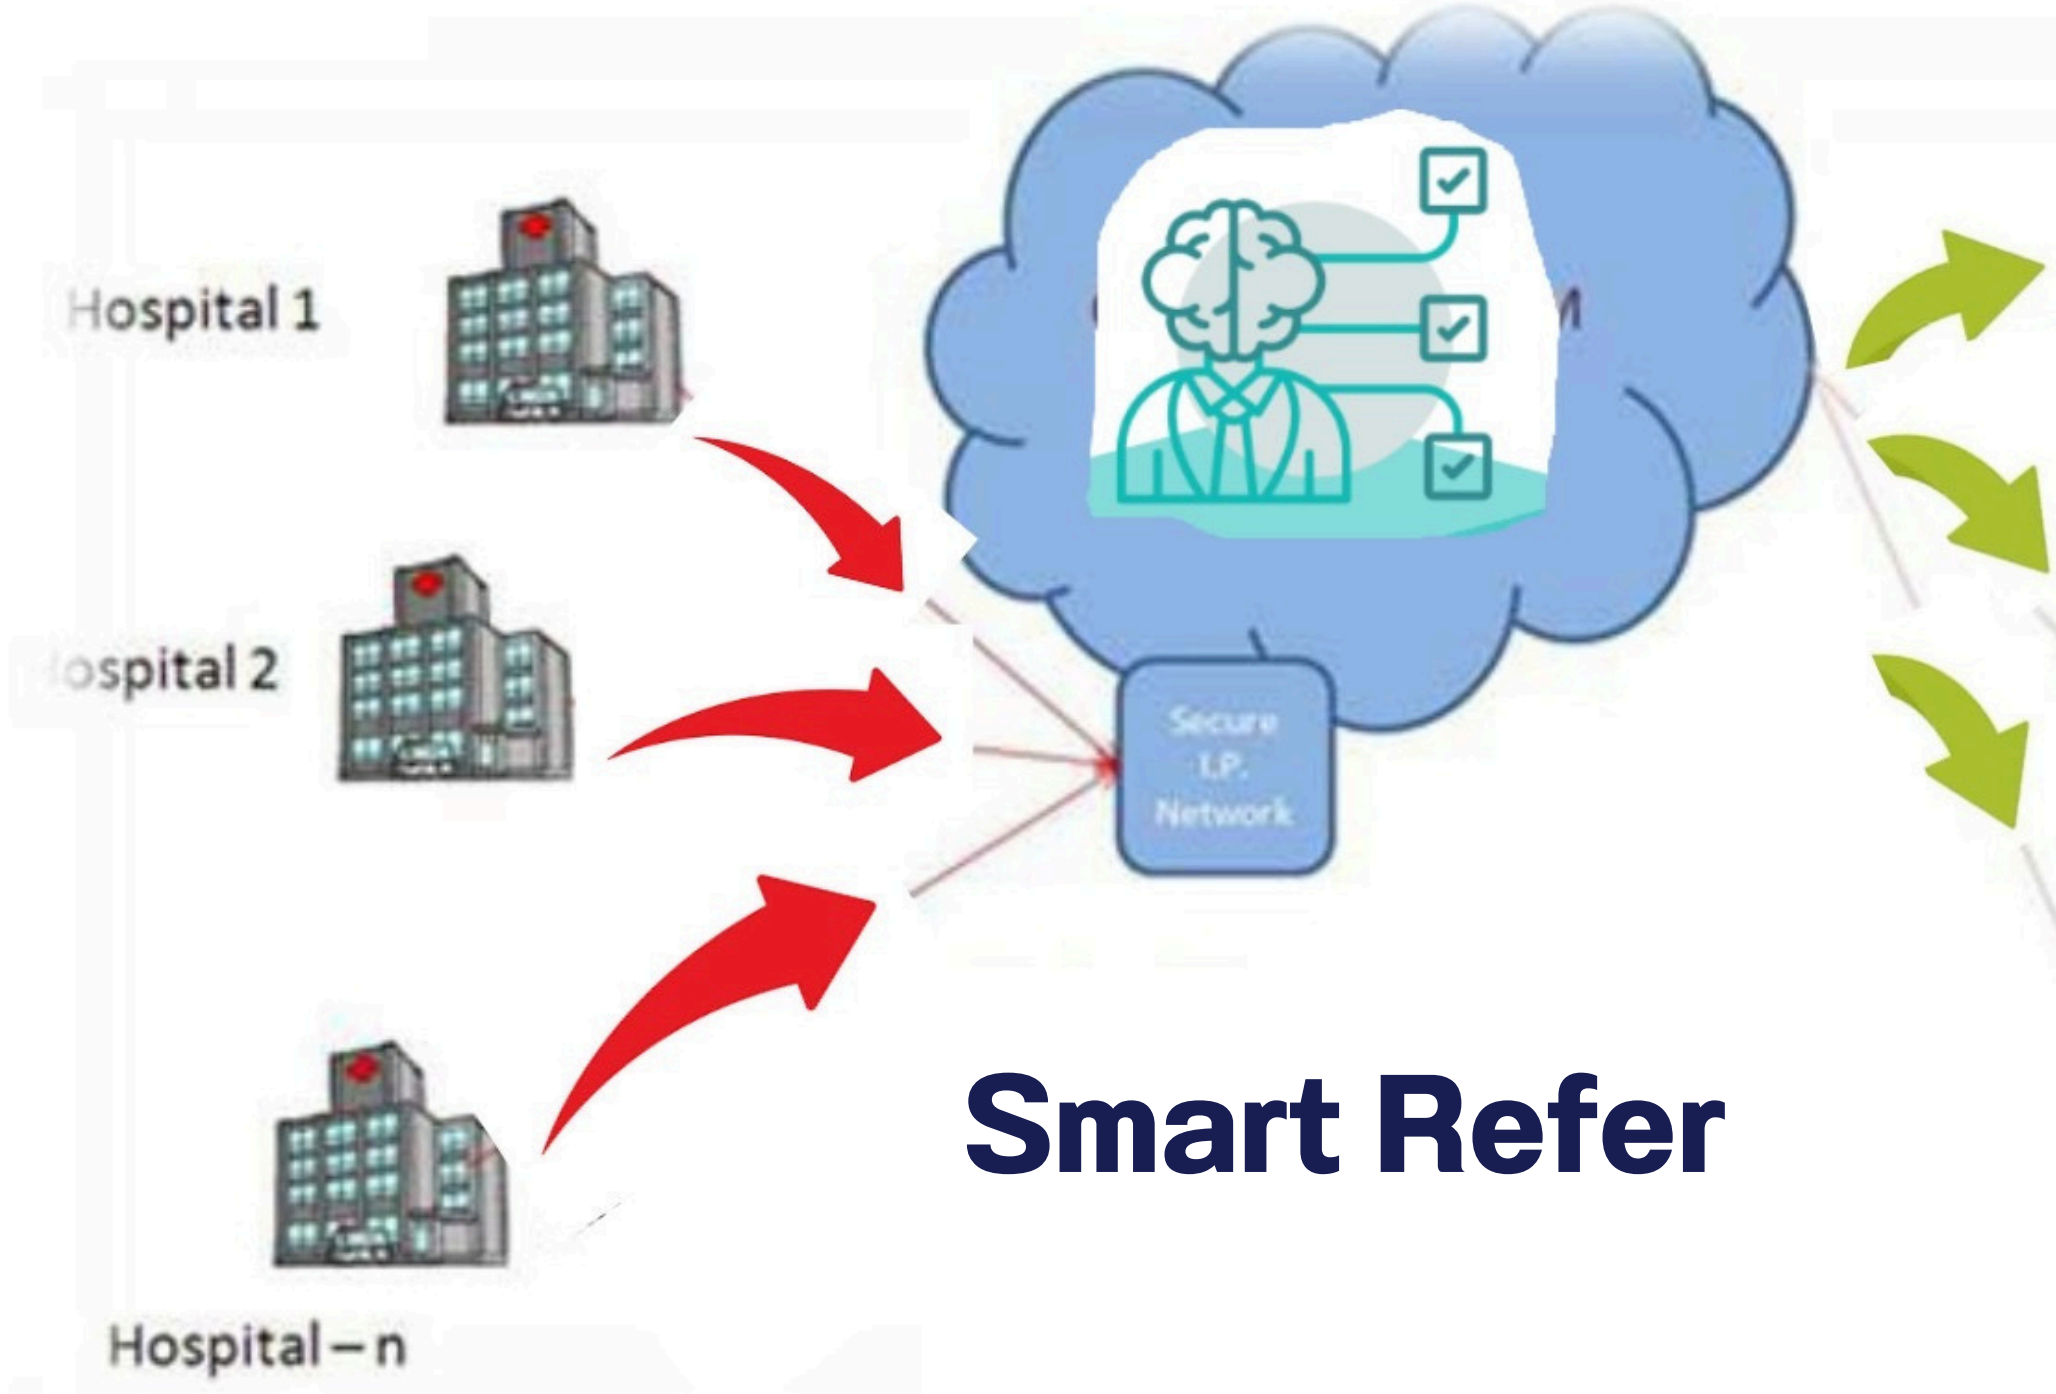 Hospital 1
ospital 2
Secure
I.P.
Network
Smart Refer
Hospital – n